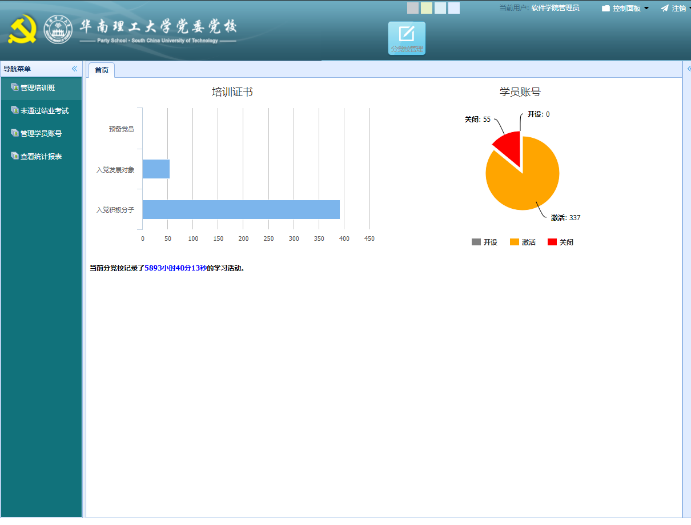 华南理工大学党委党校
Party School - South China University of Technology
当前用户: 软件学院管理员
控制面板
注销
导航菜单
首页
管理培训班
未通过结业考试
管理学员账号
查看统计报表
培训证书
预备党员
入党发展对象
入党积极分子
0 50 100 150 200 250 300 350 400 450
学员账号
关闭: 55
开设: 0
激活: 337
开设 激活 关闭
当前分党校记录了5893小时40分13秒的学习活动。